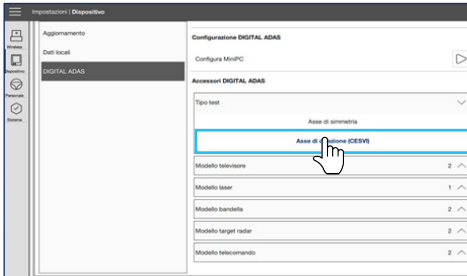 Impostazioni | Dispositivo
Wireless
Dispositivo
Personale
Sistema
Aggiornamento
Dati locali
DIGITAL ADAS
Configurazione DIGITAL ADAS
Configura MiniPC
Accessori DIGITAL ADAS
Tipo test
Asse di simmetria
Asse di (CESVI)
Modello televisore 2
Modello laser 1
Modello bandella 2
Modello target radar 2
Modello telecomando 2